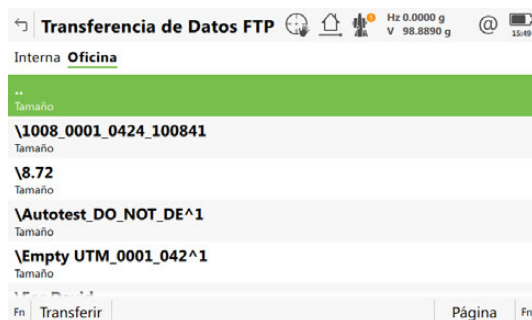 Transferencia de Datos FTP
1
Hz 0.0000 g
V 98.8890 g
@
15:49
Interna Oficina
..
Tamaño
\1008_0001_0424_100841
Tamaño
\8.72
Tamaño
\Autotest_DO_NOT_DE^1
Tamaño
\Empty UTM_0001_042^1
Tamaño
Fn Transferir Página Fn